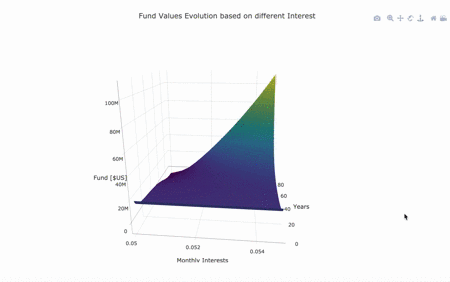 Fund Values Evolution based on different Interest
100M
80M
60M
Fund [$US]
40M
20M
0
0.05
0.052
0.054
Monthly Interests
80
60
40
Years
20
0